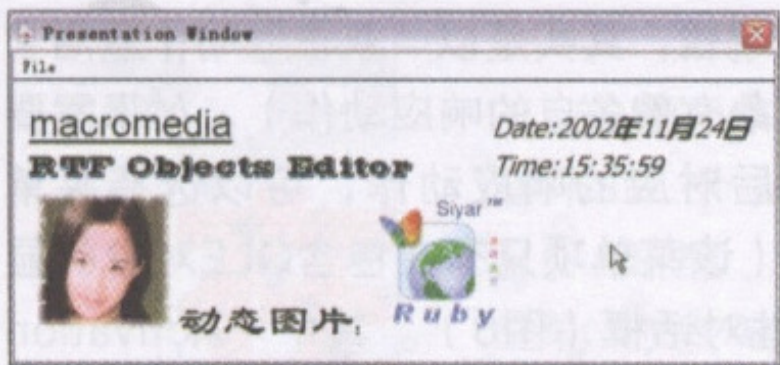 Presentation Window
File
macromedia
RTF Objects Editor
Date:2002年11月24日
Time:15:35:59
Siyar™
动态图片:
Ruby